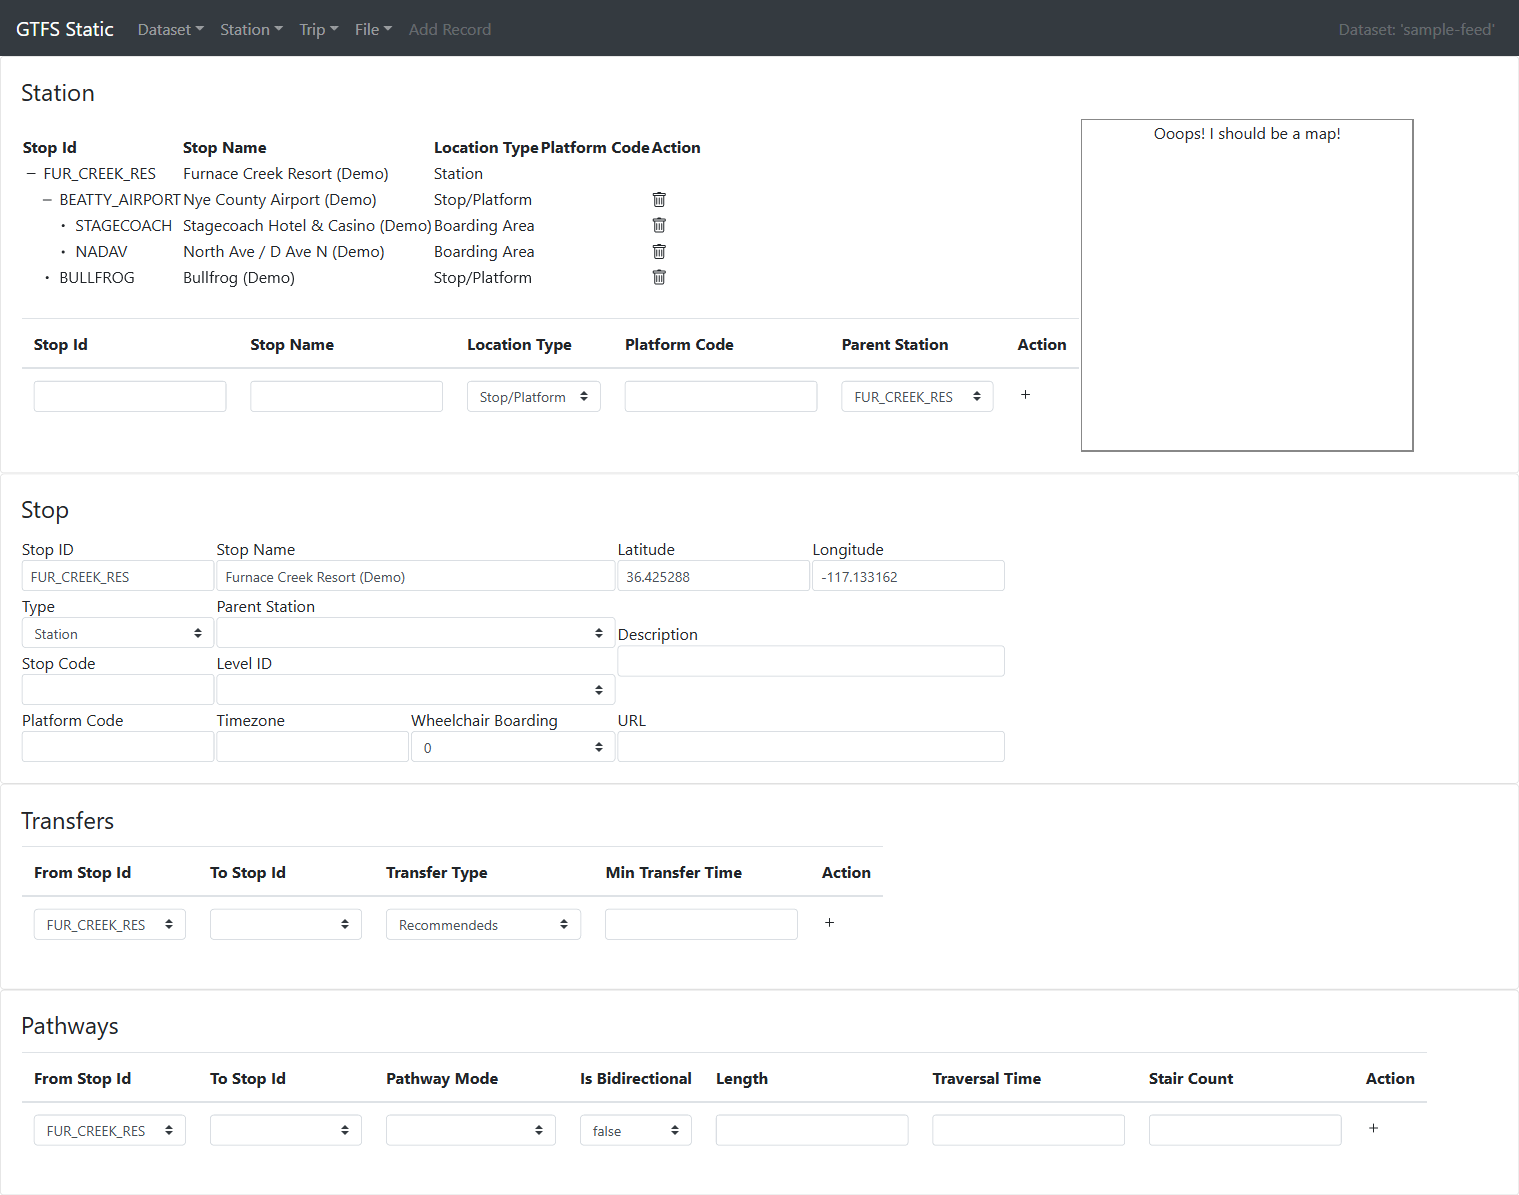 GTFS Static Dataset Station Trip File Add Record Dataset: 'sample-feed'
Station
Ooops! I should be a map!
Stop Id Stop Name Location Type Platform Code Action
− FUR_CREEK_RES Furnace Creek Resort (Demo) Station
− BEATTY_AIRPORT Nye County Airport (Demo) Stop/Platform
• STAGECOACH Stagecoach Hotel & Casino (Demo) Boarding Area
• NADAV North Ave / D Ave N (Demo) Boarding Area
• BULLFROG Bullfrog (Demo) Stop/Platform
Stop Id Stop Name Location Type Platform Code Parent Station Action
Stop/Platform FUR_CREEK_RES +
Stop
Stop ID Stop Name Latitude Longitude
FUR_CREEK_RES Furnace Creek Resort (Demo) 36.425288 -117.133162
Type Parent Station
Station
Description
Stop Code Level ID
Platform Code Timezone Wheelchair Boarding URL
0
Transfers
From Stop Id To Stop Id Transfer Type Min Transfer Time Action
FUR_CREEK_RES Recommendeds +
Pathways
From Stop Id To Stop Id Pathway Mode Is Bidirectional Length Traversal Time Stair Count Action
FUR_CREEK_RES false +